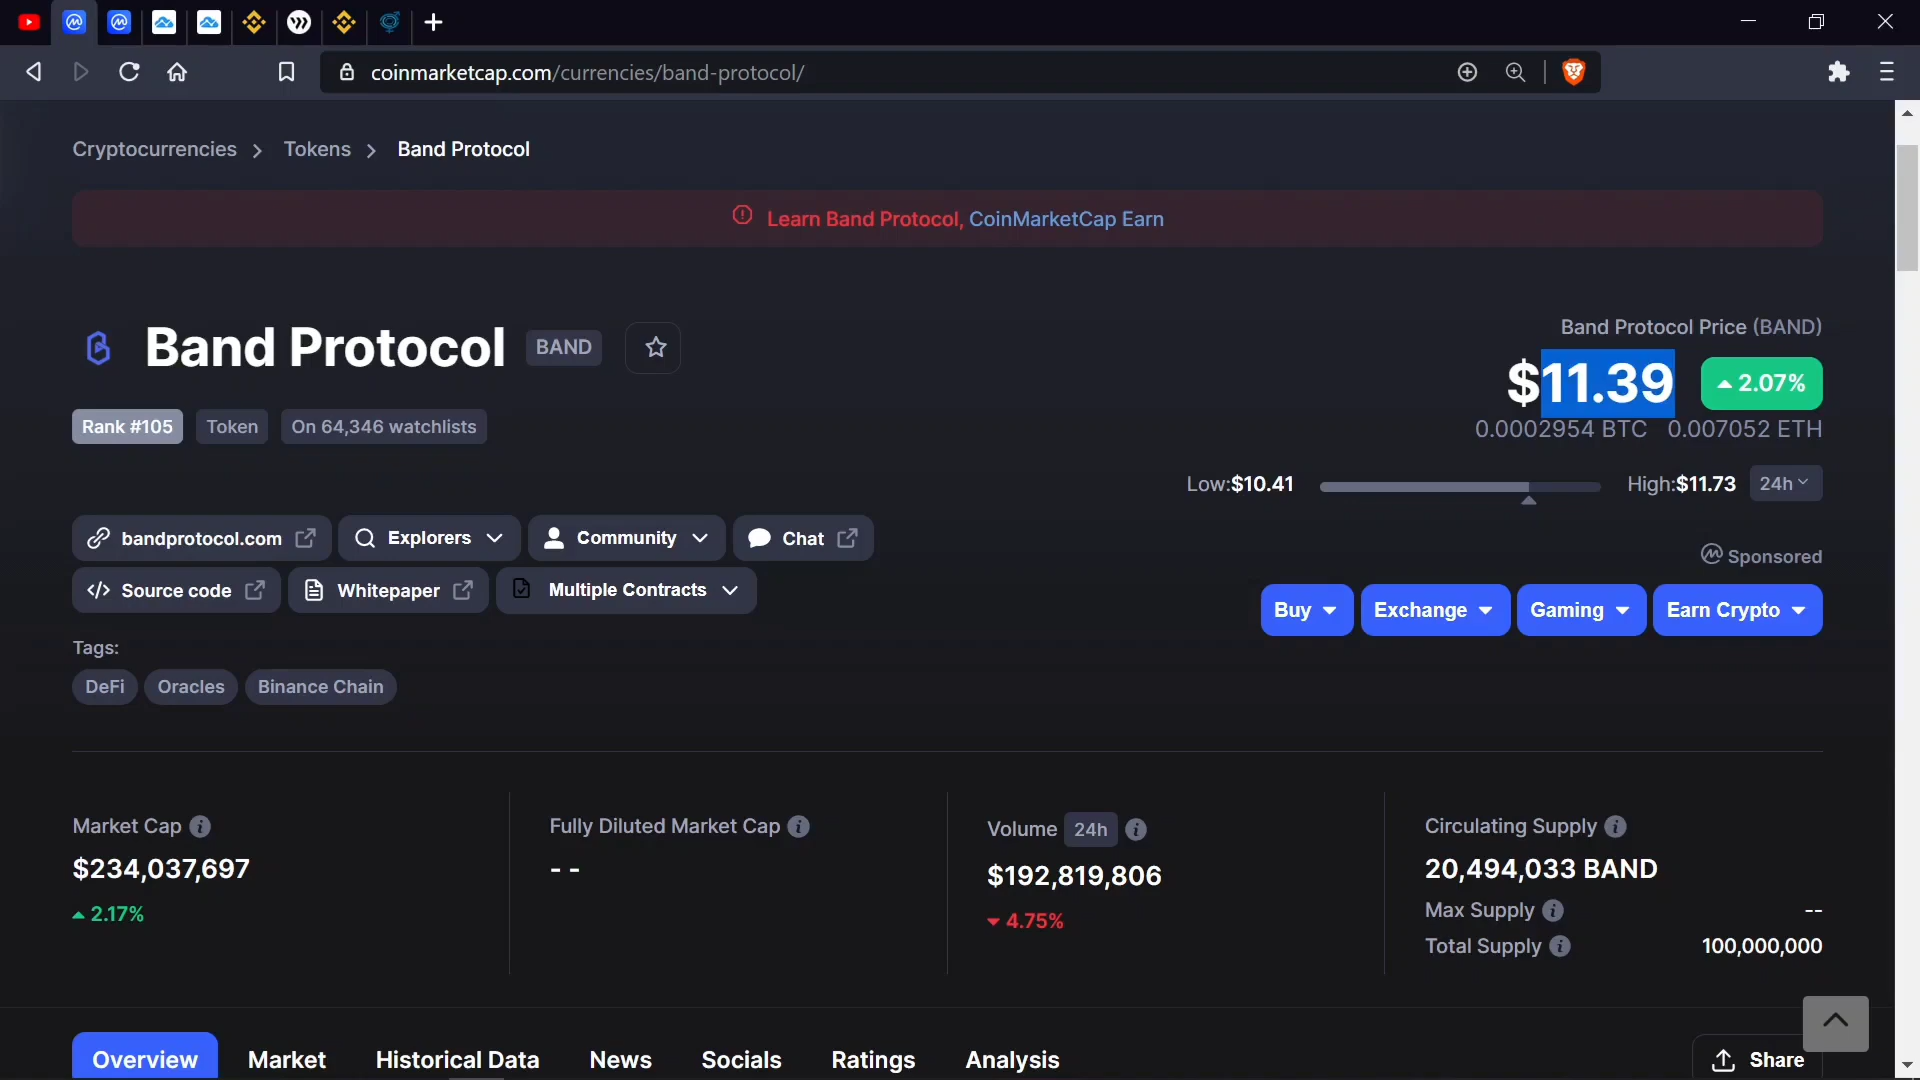 coinmarketcap.com/currencies/band-protocol/
Cryptocurrencies > Tokens > Band Protocol
Learn Band Protocol, CoinMarketCap Earn
Band Protocol BAND
Rank #105 Token On 64,346 watchlists
Band Protocol Price (BAND)
$11.39 2.07%
0.0002954 BTC 0.007052 ETH
Low:$10.41 High:$11.73 24h
bandprotocol.com Explorers Community Chat
Source code Whitepaper Multiple Contracts
Sponsored
Buy Exchange Gaming Earn Crypto
Tags:
DeFi Oracles Binance Chain
Market Cap
$234,037,697
2.17%
Fully Diluted Market Cap
- -
Volume 24h
$192,819,806
4.75%
Circulating Supply
20,494,033 BAND
Max Supply --
Total Supply 100,000,000
Overview Market Historical Data News Socials Ratings Analysis Share